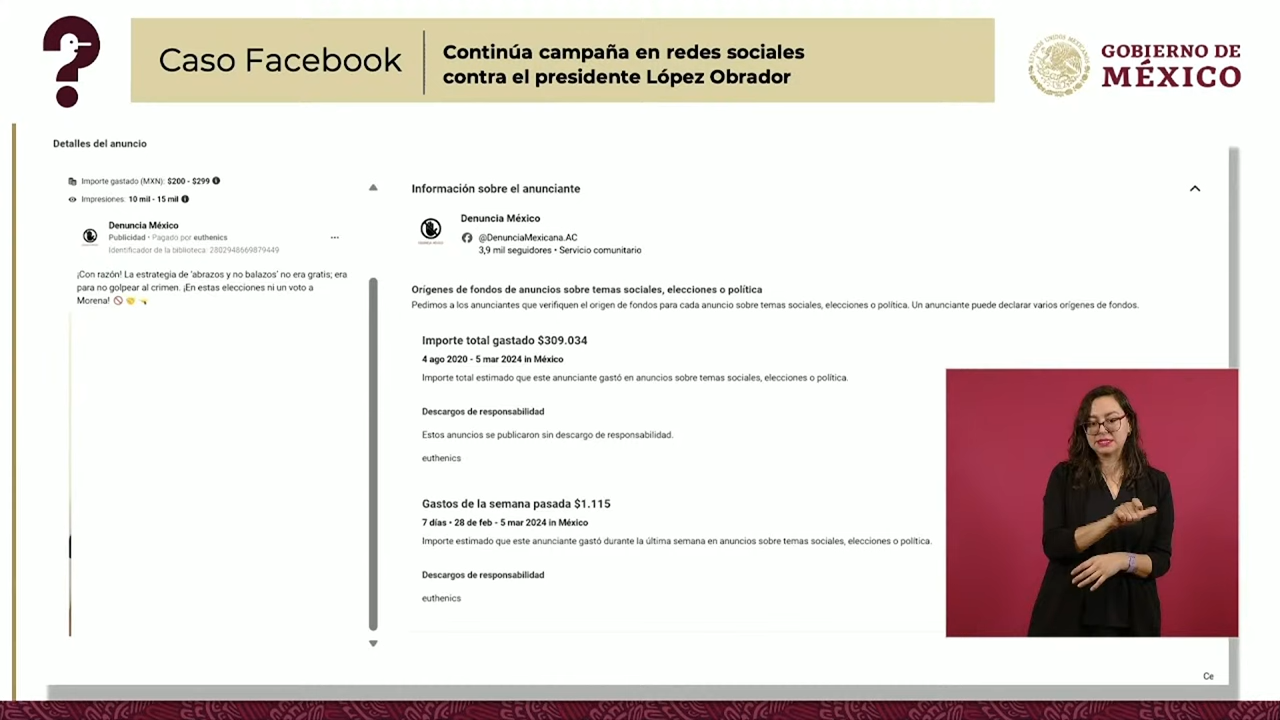 Caso Facebook
Continúa campaña en redes sociales
contra el presidente López Obrador
GOBIERNO DE
MÉXICO
Detalles del anuncio
Importe gastado (MXN): $200 - $299
Impresiones: 10 mil - 15 mil
Denuncia México
Publicidad • Pagado por euthenics
Identificador de la biblioteca: 2802948669879449
¡Con razón! La estrategia de 'abrazos y no balazos' no era gratis; era
para no golpear al crimen. ¡En estas elecciones ni un voto a
Morena! 🚫
Información sobre el anunciante
Denuncia México
@DenunciaMexicana.AC
3,9 mil seguidores • Servicio comunitario
Orígenes de fondos de anuncios sobre temas sociales, elecciones o política
Pedimos a los anunciantes que verifiquen el origen de fondos para cada anuncio sobre temas sociales, elecciones o política. Un anunciante puede declarar varios orígenes de fondos.
Importe total gastado $309.034
4 ago 2020 - 5 mar 2024 in México
Importe total estimado que este anunciante gastó en anuncios sobre temas sociales, elecciones o política.
Descargos de responsabilidad
Estos anuncios se publicaron sin descargo de responsabilidad.
euthenics
Gastos de la semana pasada $1.115
7 días • 28 de feb - 5 mar 2024 in México
Importe estimado que este anunciante gastó durante la última semana en anuncios sobre temas sociales, elecciones o política.
Descargos de responsabilidad
euthenics
Ce